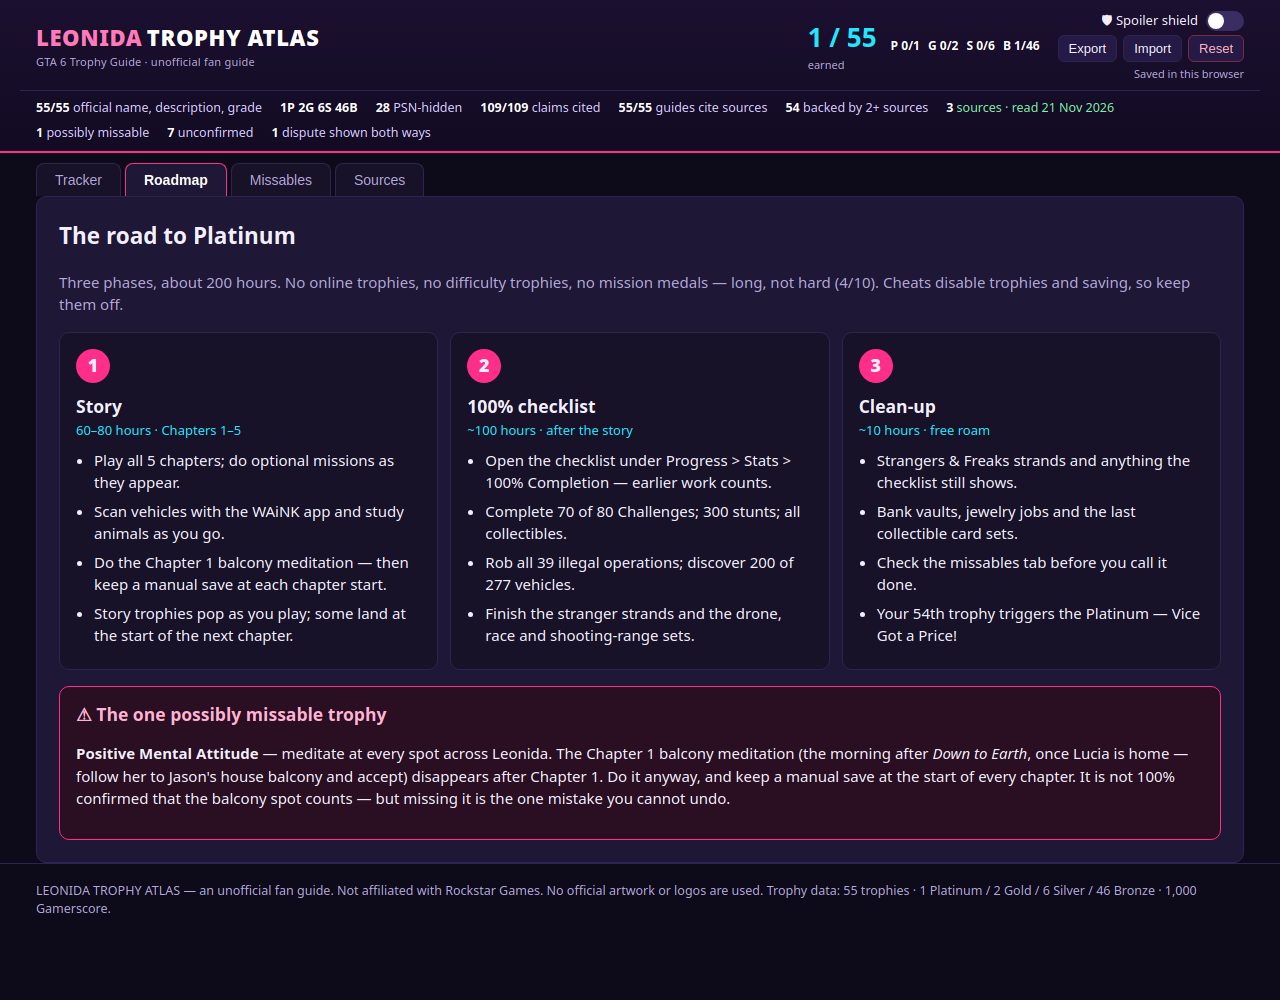 LEONIDA TROPHY ATLAS
GTA 6 Trophy Guide · unofficial fan guide
1 / 55
earned
P 0/1 G 0/2 S 0/6 B 1/46
Spoiler shield
Export Import Reset
Saved in this browser
55/55 official name, description, grade 1P 2G 6S 46B 28 PSN-hidden 109/109 claims cited 55/55 guides cite sources 54 backed by 2+ sources 3 sources · read 21 Nov 2026
1 possibly missable 7 unconfirmed 1 dispute shown both ways
Tracker Roadmap Missables Sources
The road to Platinum
Three phases, about 200 hours. No online trophies, no difficulty trophies, no mission medals — long, not hard (4/10). Cheats disable trophies and saving, so keep
them off.
1
Story
60–80 hours · Chapters 1–5
• Play all 5 chapters; do optional missions as
they appear.
• Scan vehicles with the WAiNK app and study
animals as you go.
• Do the Chapter 1 balcony meditation — then
keep a manual save at each chapter start.
• Story trophies pop as you play; some land at
the start of the next chapter.
2
100% checklist
~100 hours · after the story
• Open the checklist under Progress > Stats >
100% Completion — earlier work counts.
• Complete 70 of 80 Challenges; 300 stunts; all
collectibles.
• Rob all 39 illegal operations; discover 200 of
277 vehicles.
• Finish the stranger strands and the drone,
race and shooting-range sets.
3
Clean-up
~10 hours · free roam
• Strangers & Freaks strands and anything the
checklist still shows.
• Bank vaults, jewelry jobs and the last
collectible card sets.
• Check the missables tab before you call it
done.
• Your 54th trophy triggers the Platinum — Vice
Got a Price!
⚠ The one possibly missable trophy
Positive Mental Attitude — meditate at every spot across Leonida. The Chapter 1 balcony meditation (the morning after Down to Earth, once Lucia is home —
follow her to Jason's house balcony and accept) disappears after Chapter 1. Do it anyway, and keep a manual save at the start of every chapter. It is not 100%
confirmed that the balcony spot counts — but missing it is the one mistake you cannot undo.
LEONIDA TROPHY ATLAS — an unofficial fan guide. Not affiliated with Rockstar Games. No official artwork or logos are used. Trophy data: 55 trophies · 1 Platinum / 2 Gold / 6 Silver / 46 Bronze · 1,000
Gamerscore.